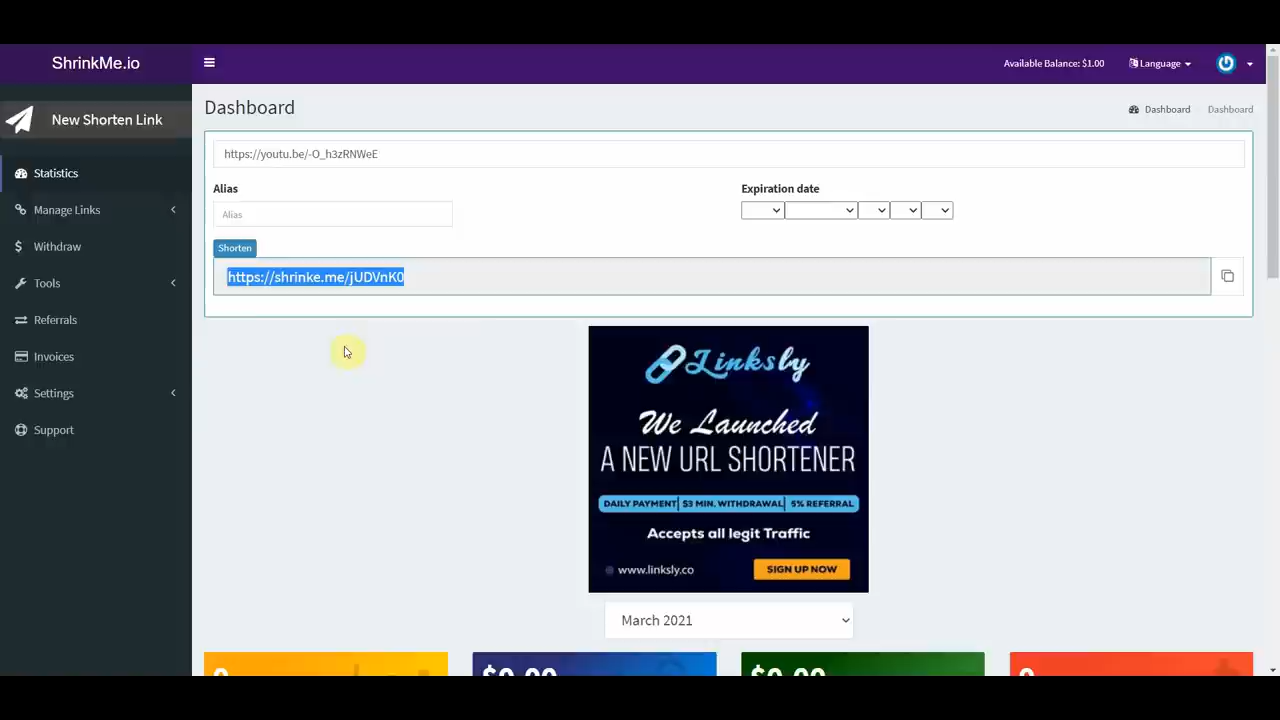 ShrinkMe.io
Available Balance: $1.00
Language
New Shorten Link
Dashboard
Dashboard
Dashboard
https://youtu.be/-O_h3zRNWeE
Statistics
Alias
Expiration date
Manage Links
Alias
Withdraw
Shorten
https://shrinke.me/jUDVnK0
Tools
Referrals
Invoices
Settings
Support
Linksly
We Launched
A NEW URL SHORTENER
DAILY PAYMENT| $3 MIN. WITHDRAWAL| 5% REFERRAL
Accepts all legit Traffic
www.linksly.co
SIGN UP NOW
March 2021